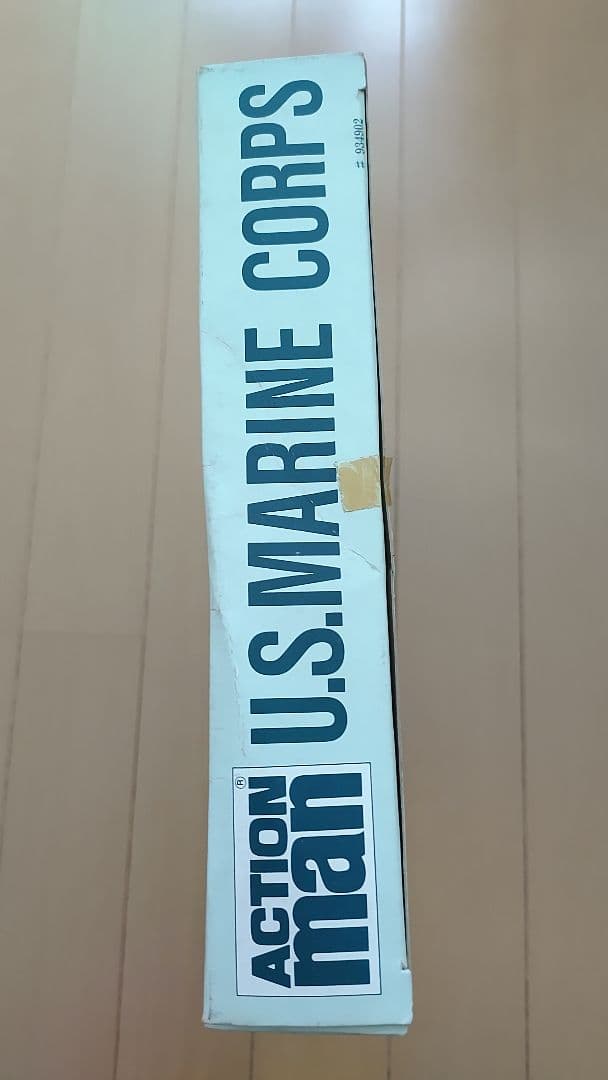 ACTION®
man
U.S.MARINE CORPS
# 934902